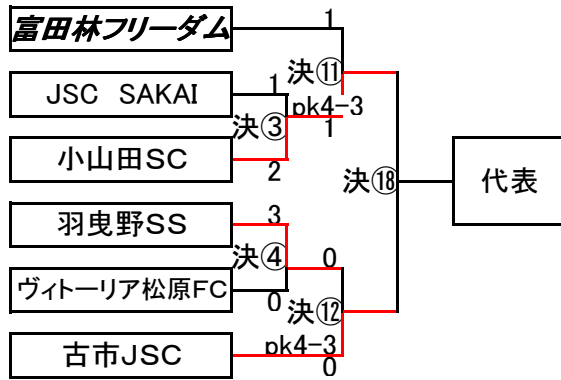 富田林フリーダム
1
決⑪
JSC　SAKAI
1
pk4-3
決③
1
小山田SC
2
決⑱
代表
羽曳野SS
3
決④
0
ヴィトーリア松原FC
0
決⑫
古市JSC
pk4-3
0